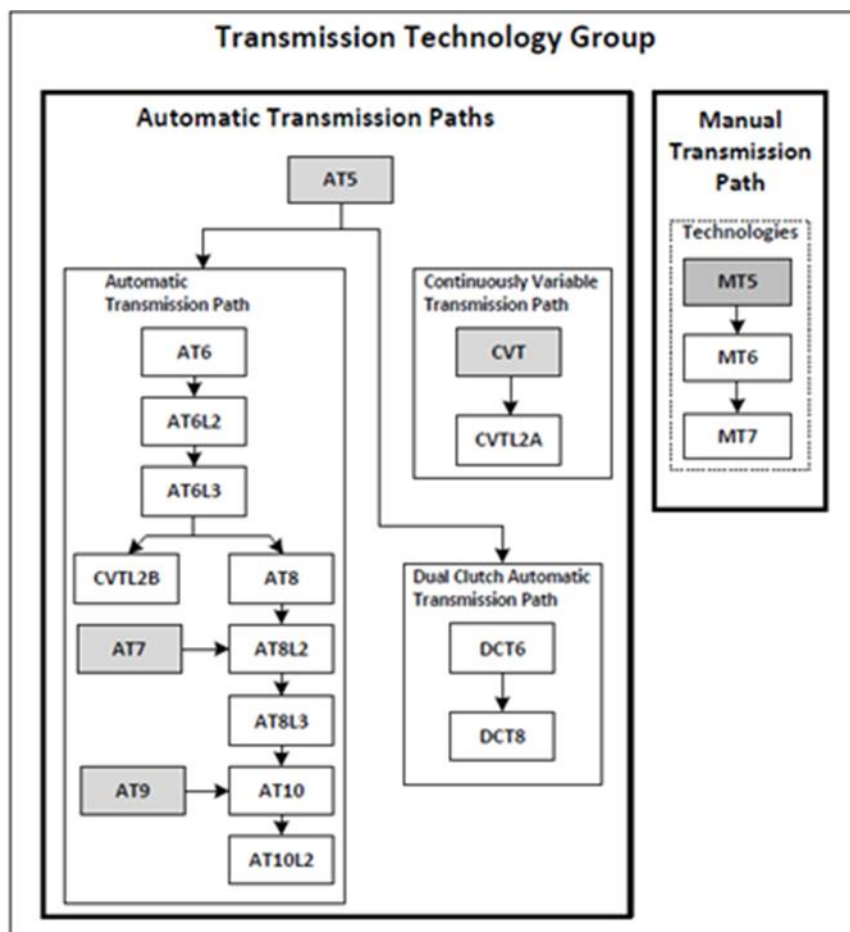 Transmission Technology Group
Automatic Transmission Paths
AT5
Automatic
Transmission Path
AT6
AT6L2
AT6L3
CVTL2B
AT8
AT7
AT8L2
AT8L3
AT9
AT10
AT10L2
Continuously Variable
Transmission Path
CVT
CVTL2A
Dual Clutch Automatic
Transmission Path
DCT6
DCT8
Manual
Transmission
Path
Technologies
MT5
MT6
MT7